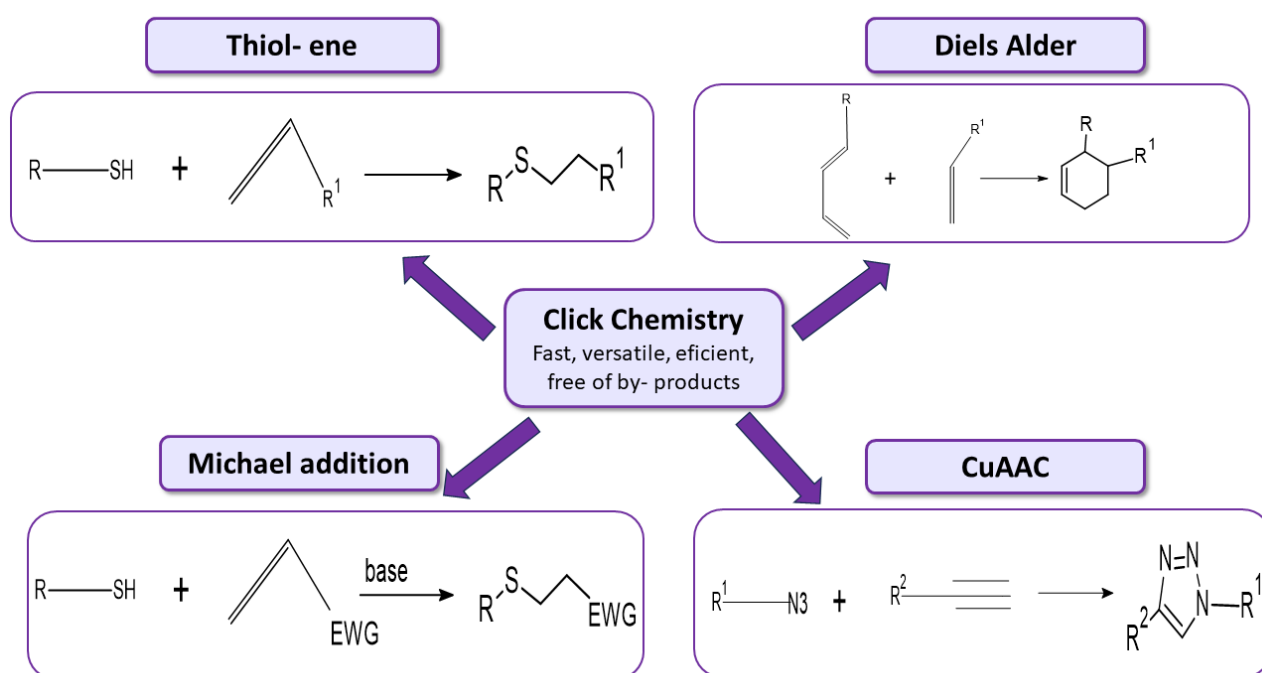 Thiol- ene
R SH + R1 R S R1
Diels Alder
R + R1 R R1
Click Chemistry
Fast, versatile, eficient,
free of by- products
Michael addition
R SH + EWG base R S EWG
CuAAC
R1 N3 + R2 N=N N R1 R2